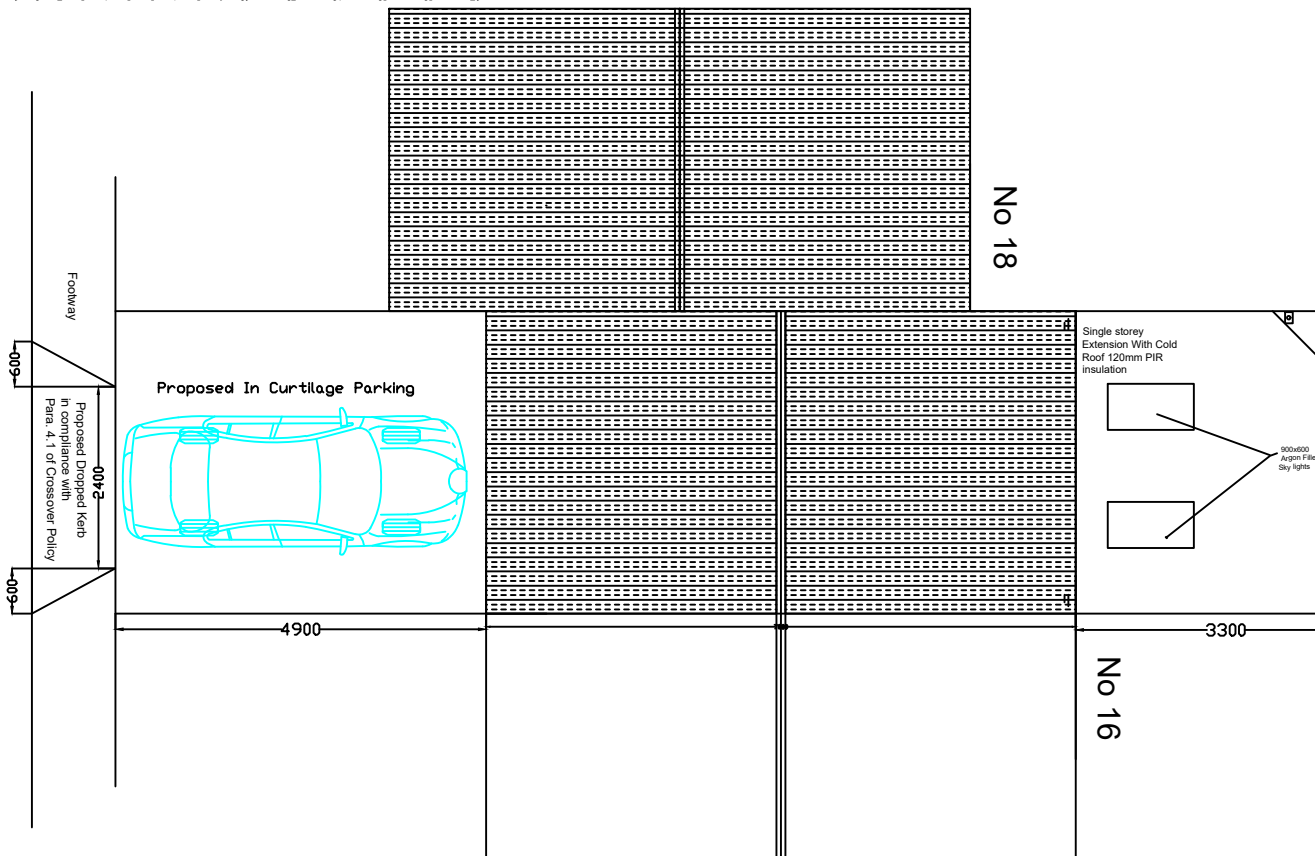 No 18
Footway
600
Proposed In Curtilage Parking
Proposed Dropped Kerb
in compliance with
Para. 4.1 of Crossover Policy
2400
600
4900
Single storey
Extension With Cold
Roof 120mm PIR
insulation
900x600
Argon Fille
Sky lights
3300
No 16